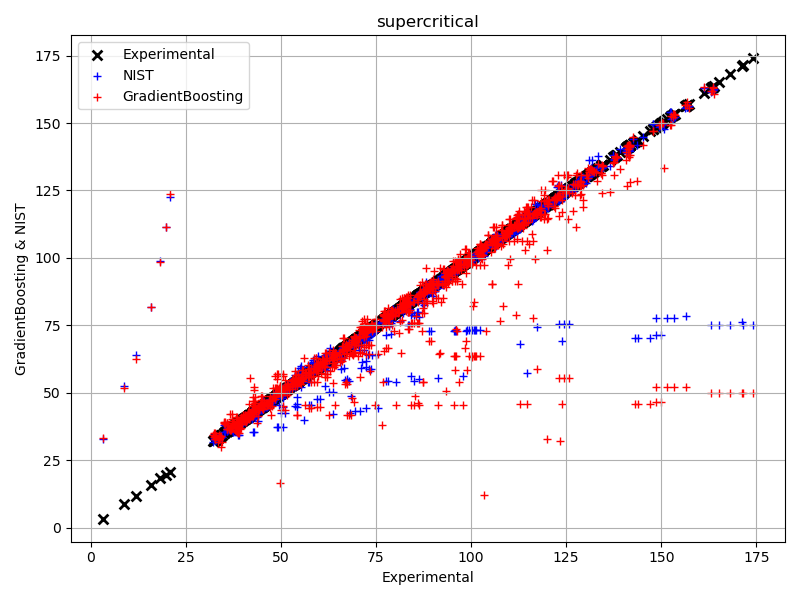 supercritical
Experimental
NIST
GradientBoosting
GradientBoosting & NIST
175
150
125
100
75
50
25
0
0 25 50 75 100 125 150 175
Experimental